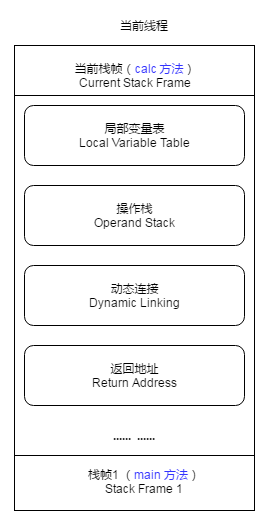 当前线程
当前栈帧（calc 方法）
Current Stack Frame
局部变量表
Local Variable Table
操作栈
Operand Stack
动态连接
Dynamic Linking
返回地址
Return Address
...... ......
栈帧1 （main 方法）
Stack Frame 1